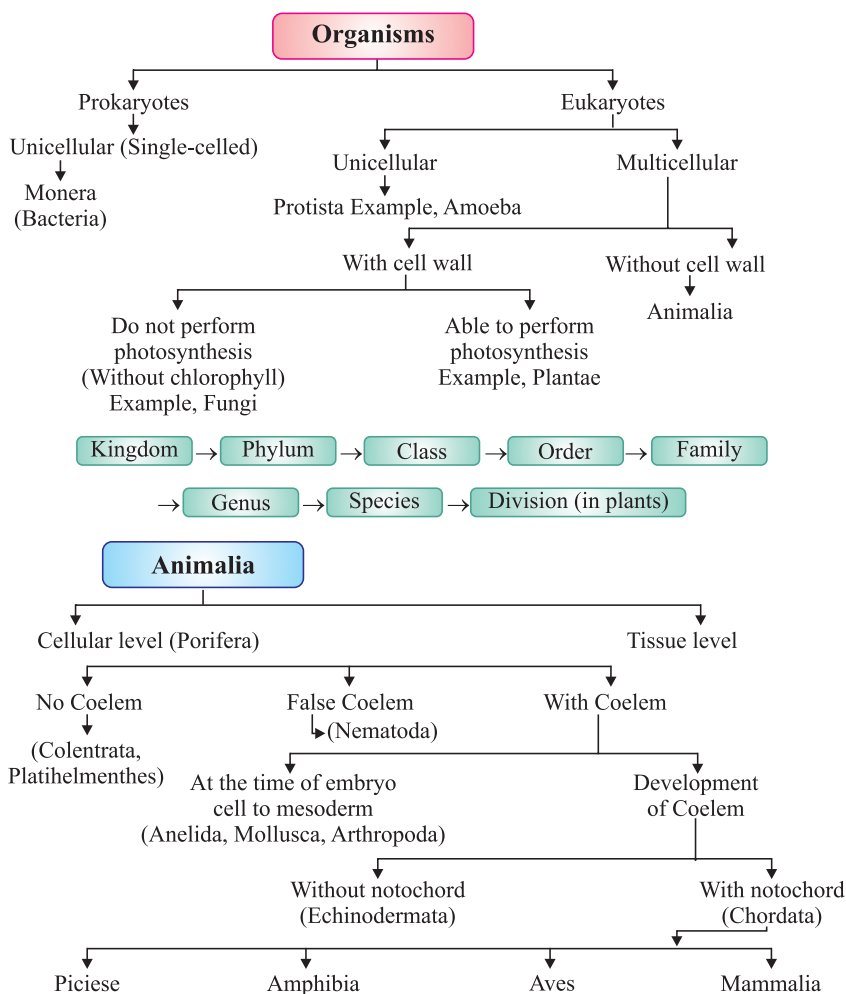 Organisms
Prokaryotes
Eukaryotes
Unicellular (Single-celled)
Unicellular
Multicellular
Monera
(Bacteria)
Protista Example, Amoeba
With cell wall
Without cell wall
Do not perform
photosynthesis
(Without chlorophyll)
Example, Fungi
Able to perform
photosynthesis
Example, Plantae
Animalia
Kingdom → Phylum → Class → Order → Family
→ Genus → Species → Division (in plants)
Animalia
Cellular level (Porifera)
Tissue level
No Coelem
False Coelem
With Coelem
(Colentrata,
Platihelmenthes)
(Nematoda)
At the time of embryo
cell to mesoderm
(Anelida, Mollusca, Arthropoda)
Development
of Coelem
Without notochord
(Echinodermata)
With notochord
(Chordata)
Piciese
Amphibia
Aves
Mammalia